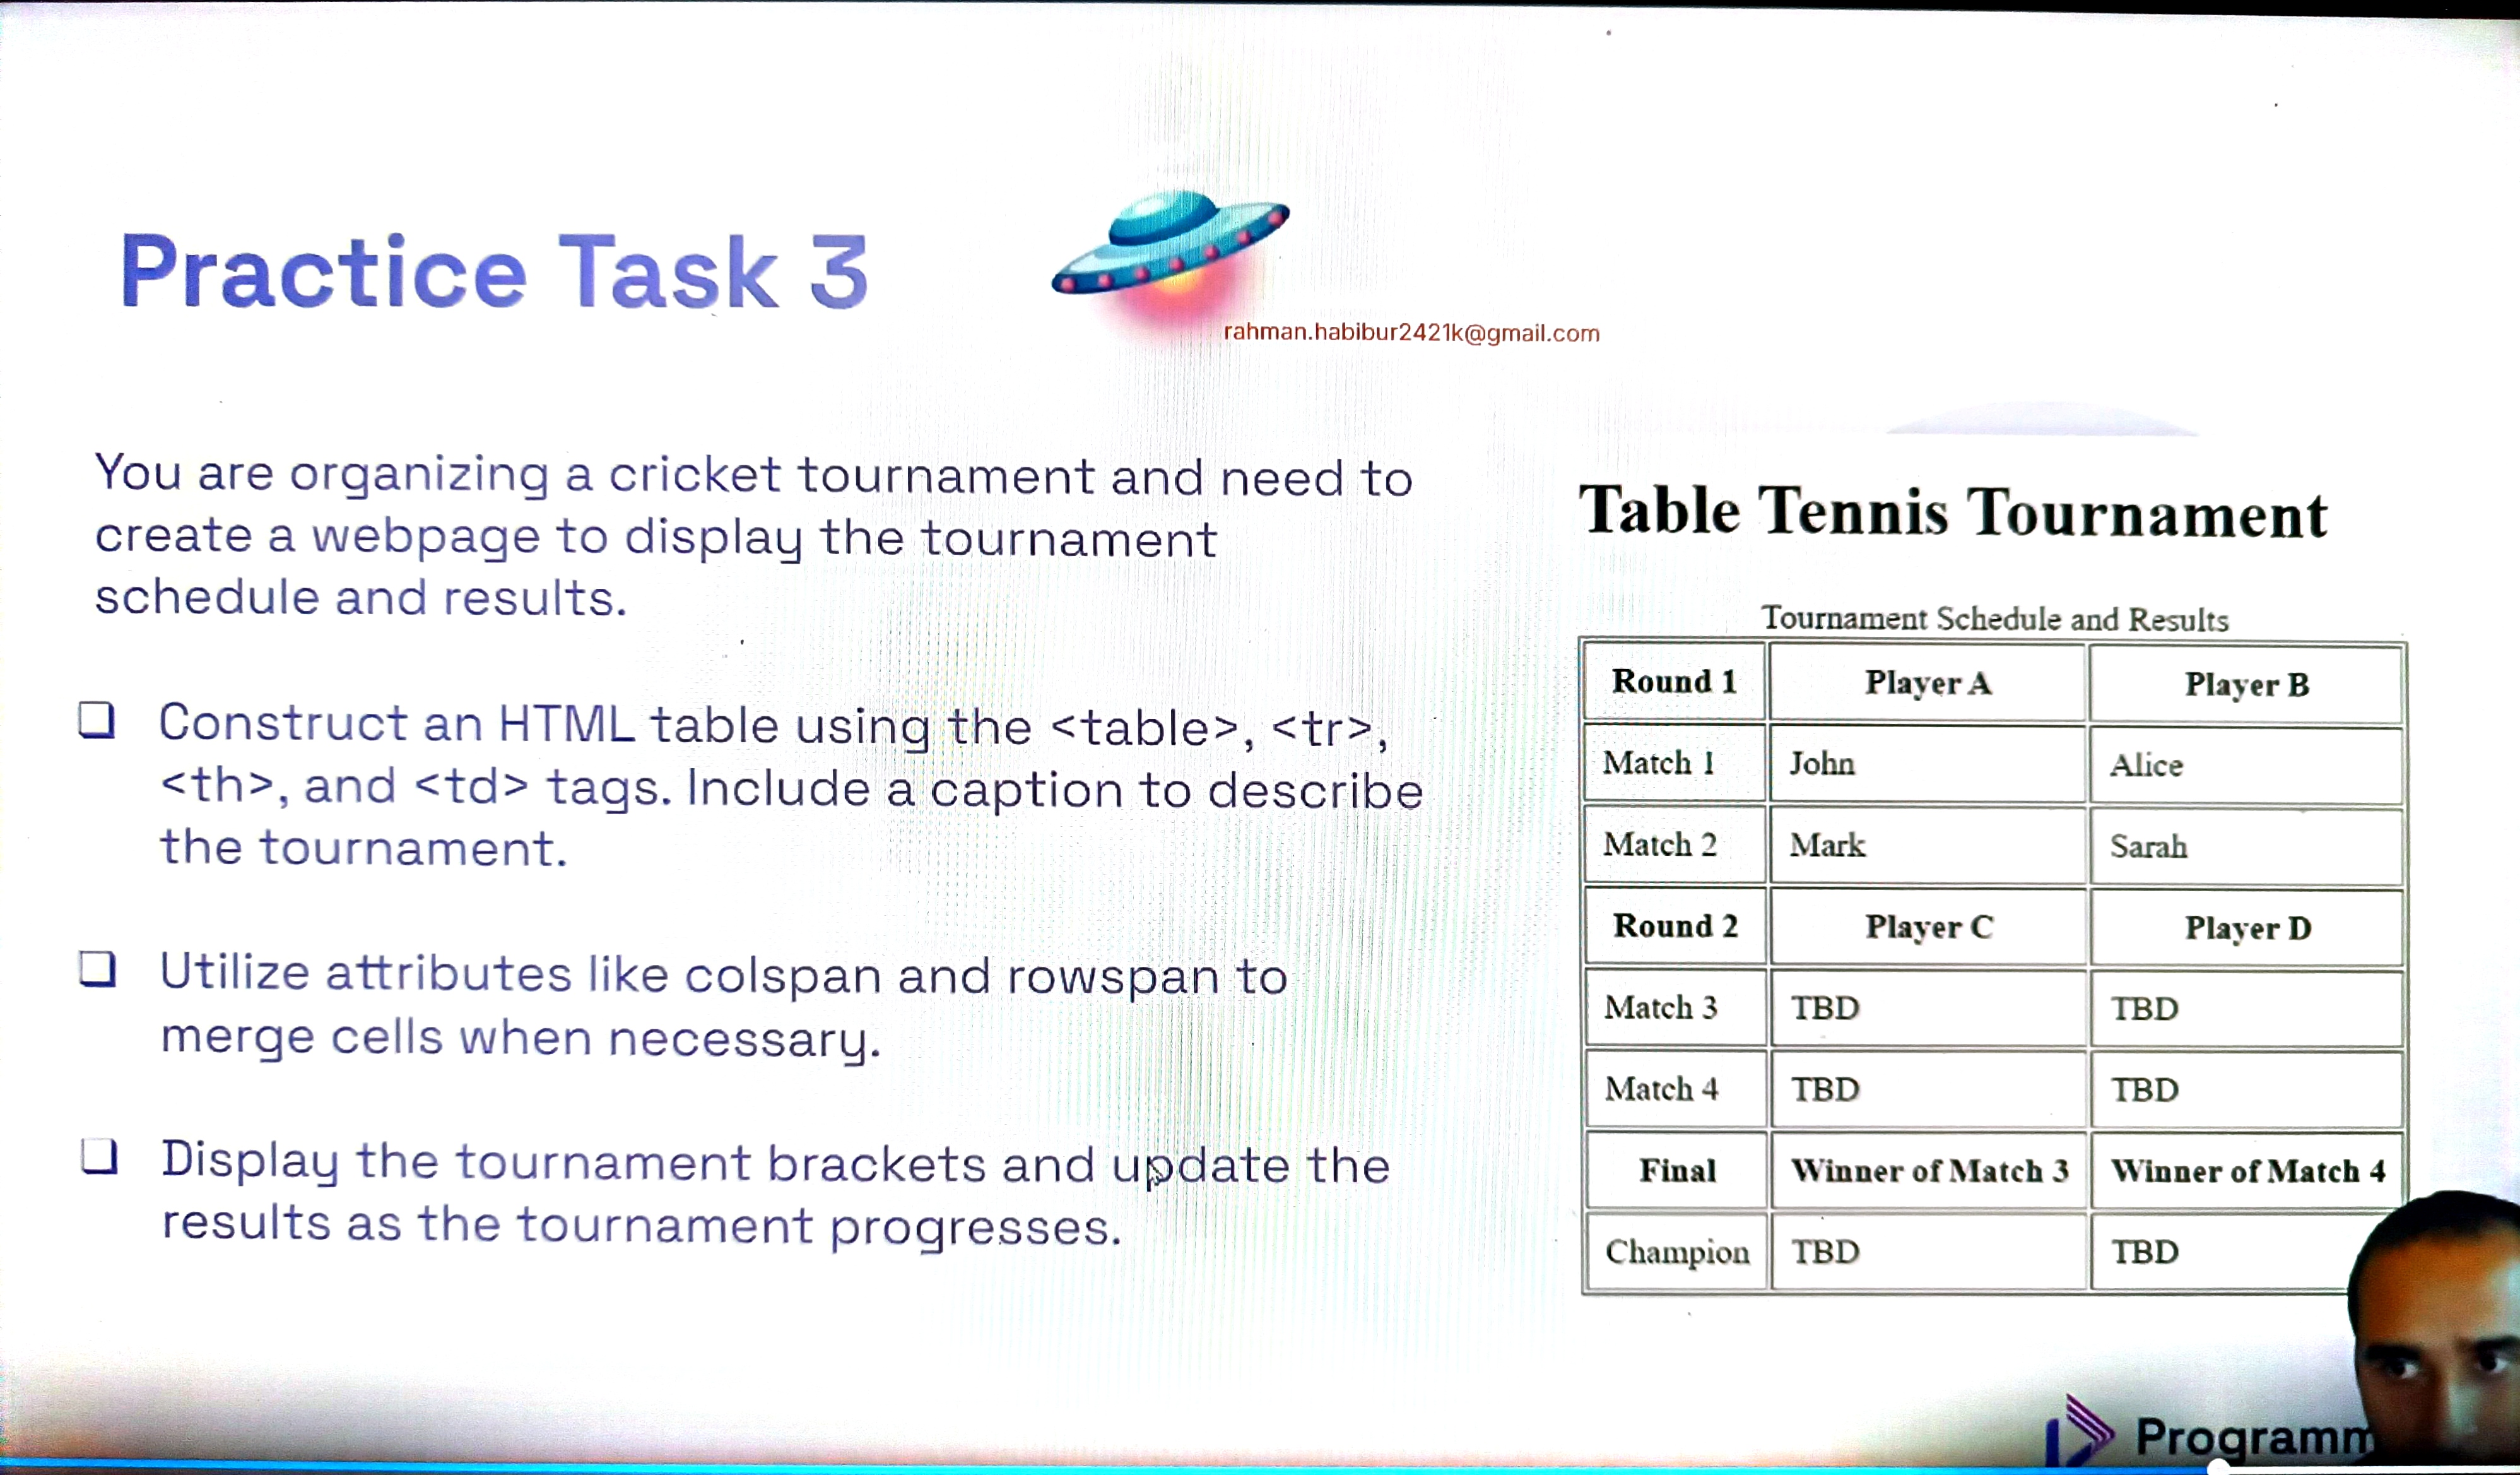 Practice Task 3
rahman.habibur2421k@gmail.com
You are organizing a cricket tournament and need to
create a webpage to display the tournament
schedule and results.
❏ Construct an HTML table using the <table>, <tr>,
<th>, and <td> tags. Include a caption to describe
the tournament.
❏ Utilize attributes like colspan and rowspan to
merge cells when necessary.
❏ Display the tournament brackets and update the
results as the tournament progresses.
Table Tennis Tournament
Tournament Schedule and Results
Round 1 Player A Player B
Match 1 John Alice
Match 2 Mark Sarah
Round 2 Player C Player D
Match 3 TBD TBD
Match 4 TBD TBD
Final Winner of Match 3 Winner of Match 4
Champion TBD TBD